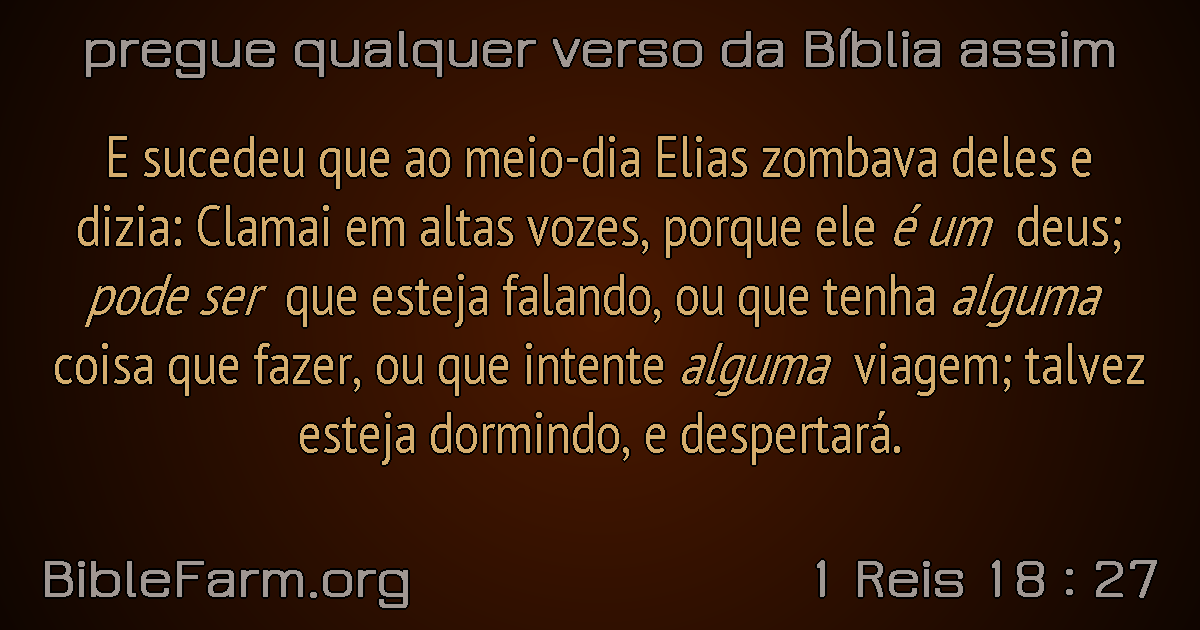 pregue qualquer verso da Bíblia assim
E sucedeu que ao meio-dia Elias zombava deles e
dizia: Clamai em altas vozes, porque ele é um deus;
pode ser que esteja falando, ou que tenha alguma
coisa que fazer, ou que intente alguma viagem; talvez
esteja dormindo, e despertará.
BibleFarm.org
1 Reis 18 : 27